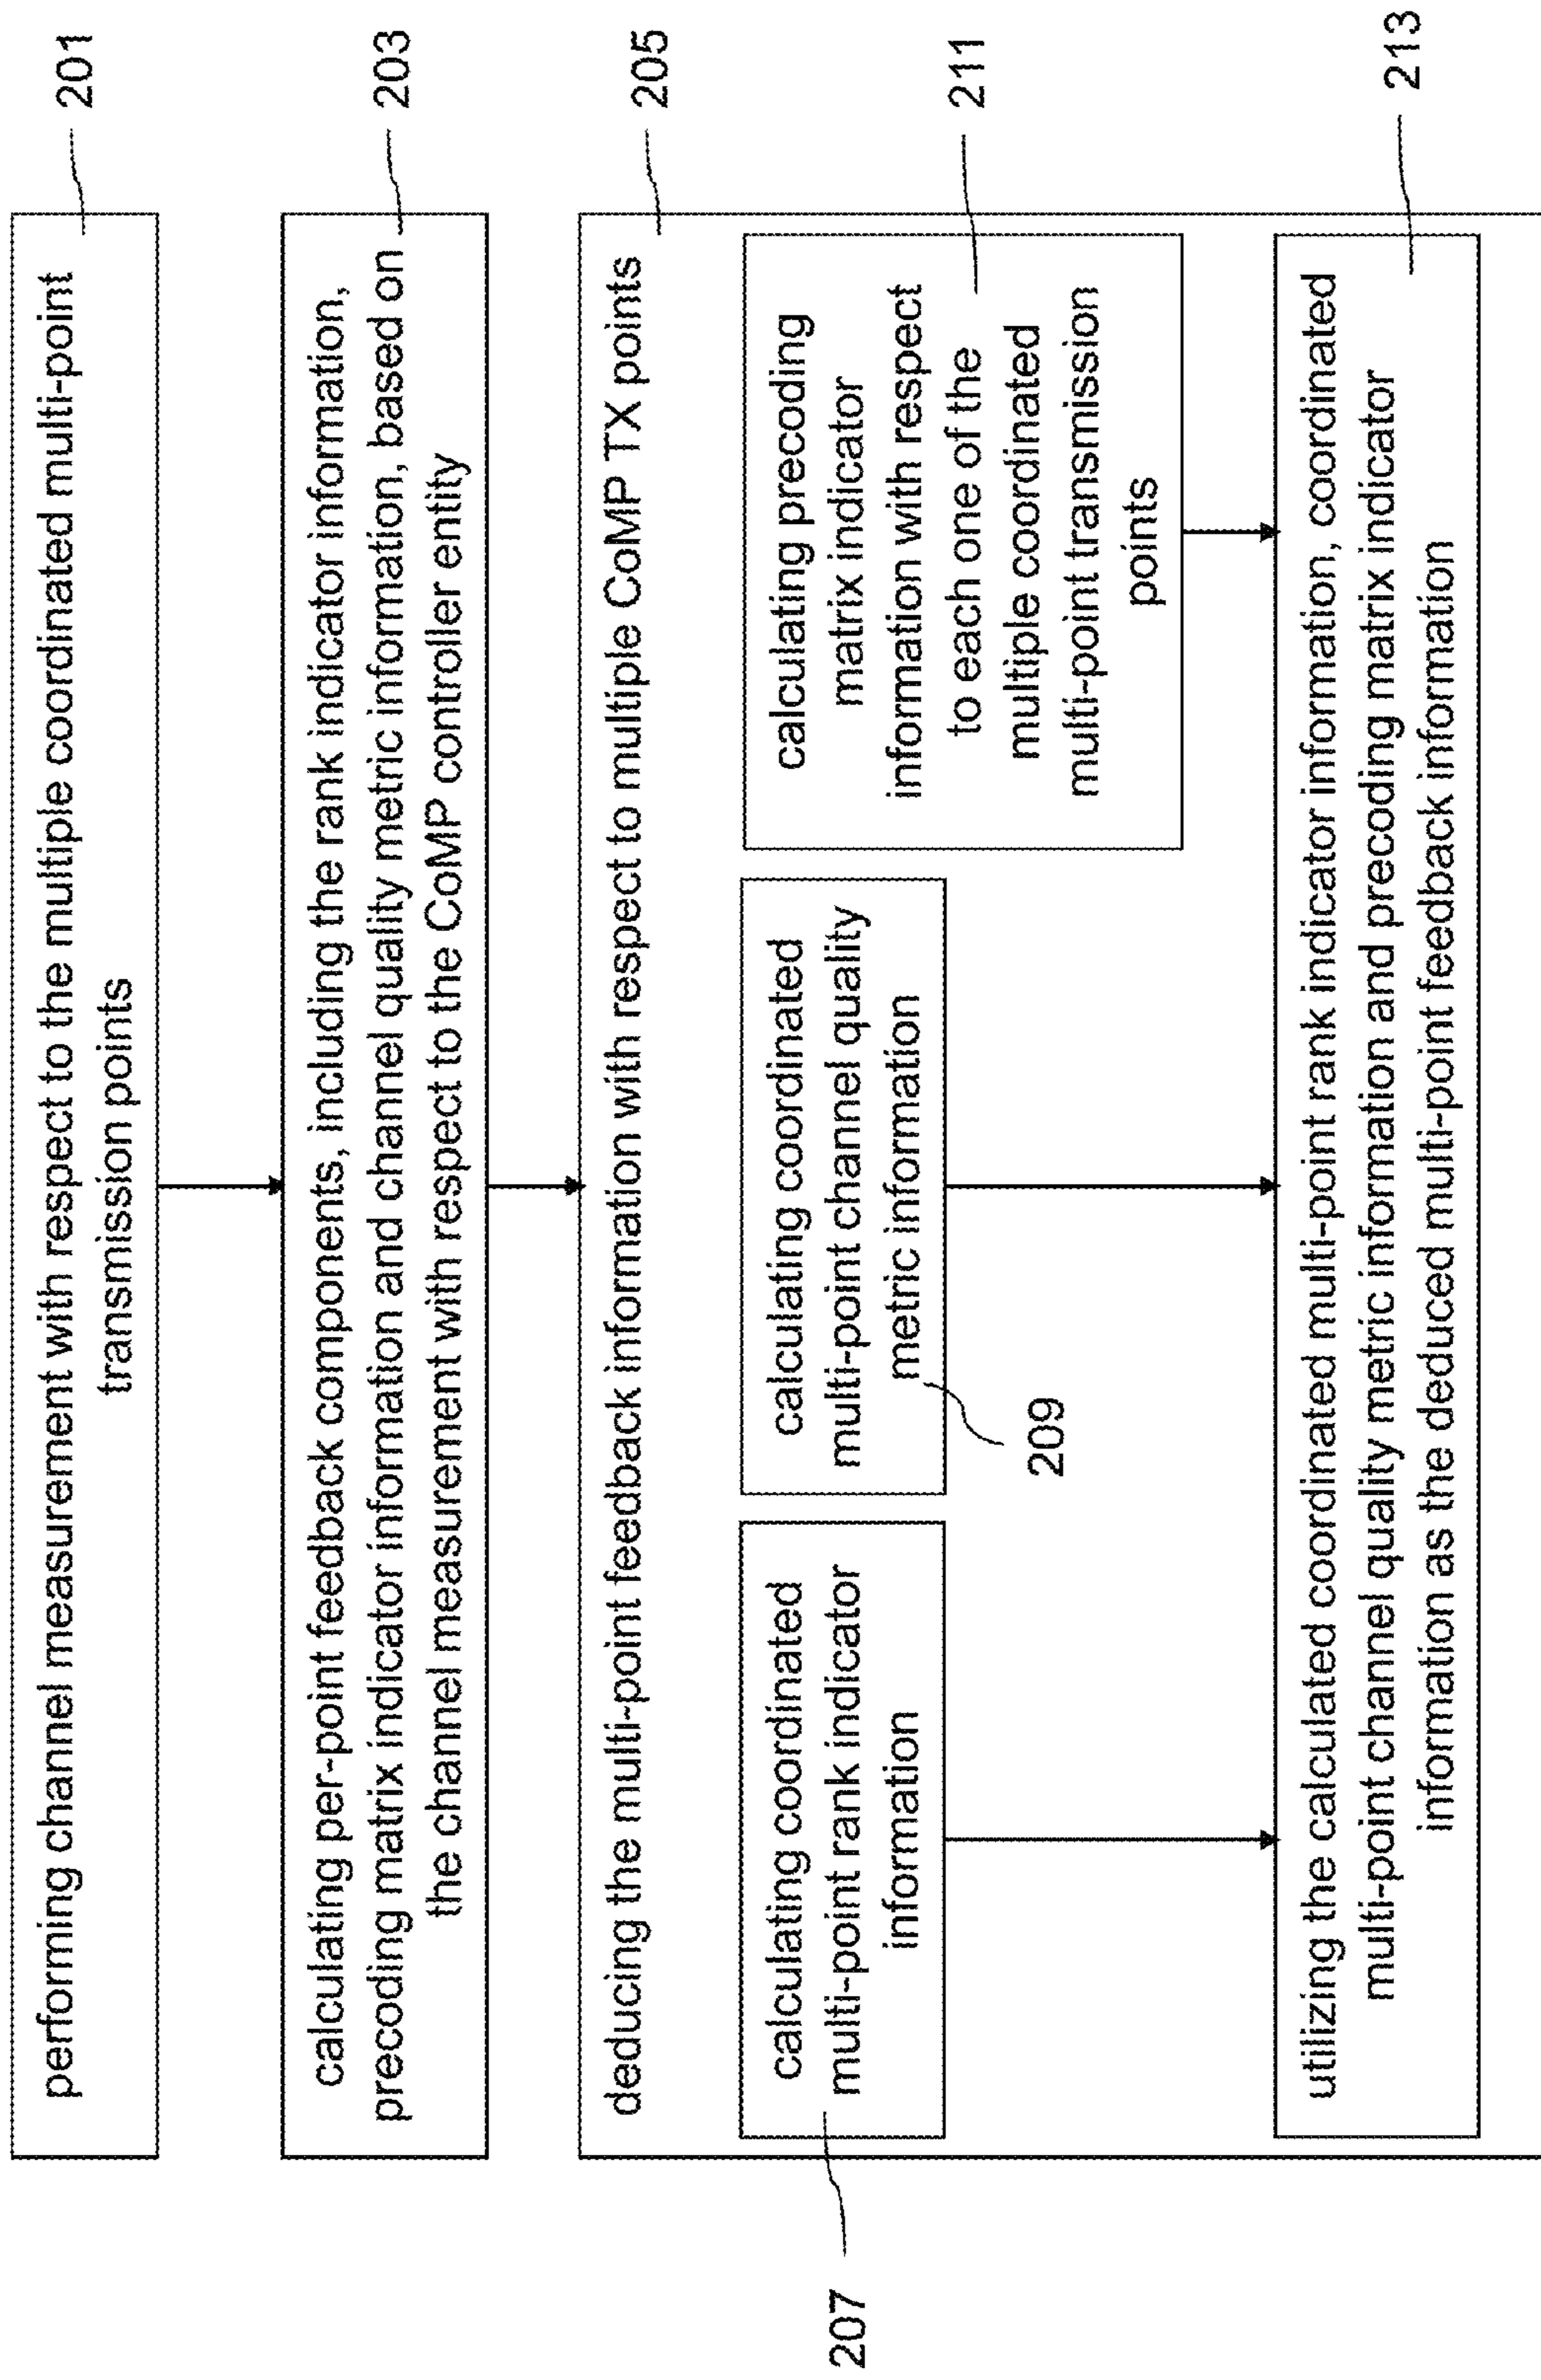 performing channel measurement with respect to the multiple coordinated multi-point
transmission points
201
calculating per-point feedback components, including the rank indicator information,
precoding matrix indicator information and channel quality metric information, based on
the channel measurement with respect to the CoMP controller entity
203
deducing the multi-point feedback information with respect to multiple CoMP TX points
205
calculating coordinated
multi-point rank indicator
information
207
calculating coordinated
multi-point channel quality
metric information
209
calculating precoding
matrix indicator
information with respect
to each one of the
multiple coordinated
multi-point transmission
points
211
utilizing the calculated coordinated multi-point rank indicator information, coordinated
multi-point channel quality metric information and precoding matrix indicator
information as the deduced multi-point feedback information
213